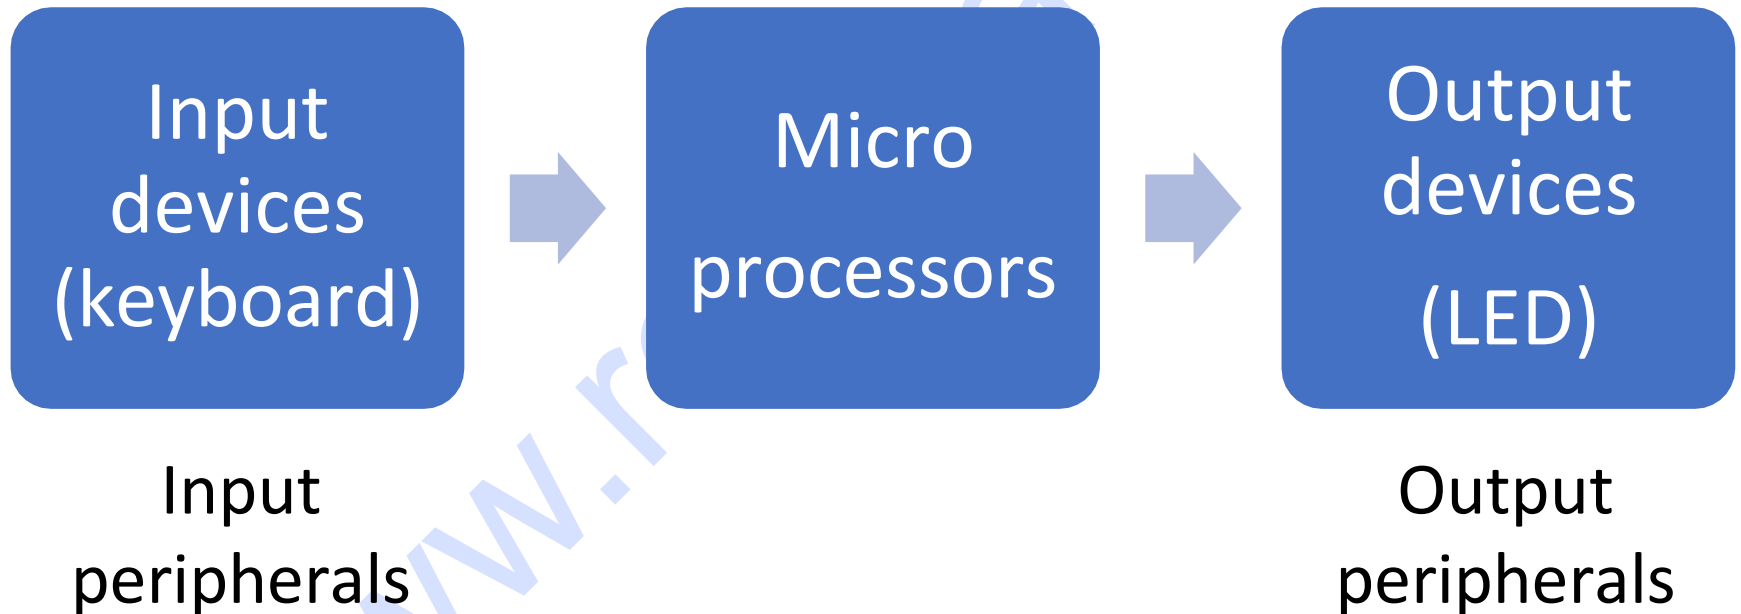 Input
devices
(keyboard)
Micro
processors
Output
devices
(LED)
Input
peripherals
Output
peripherals